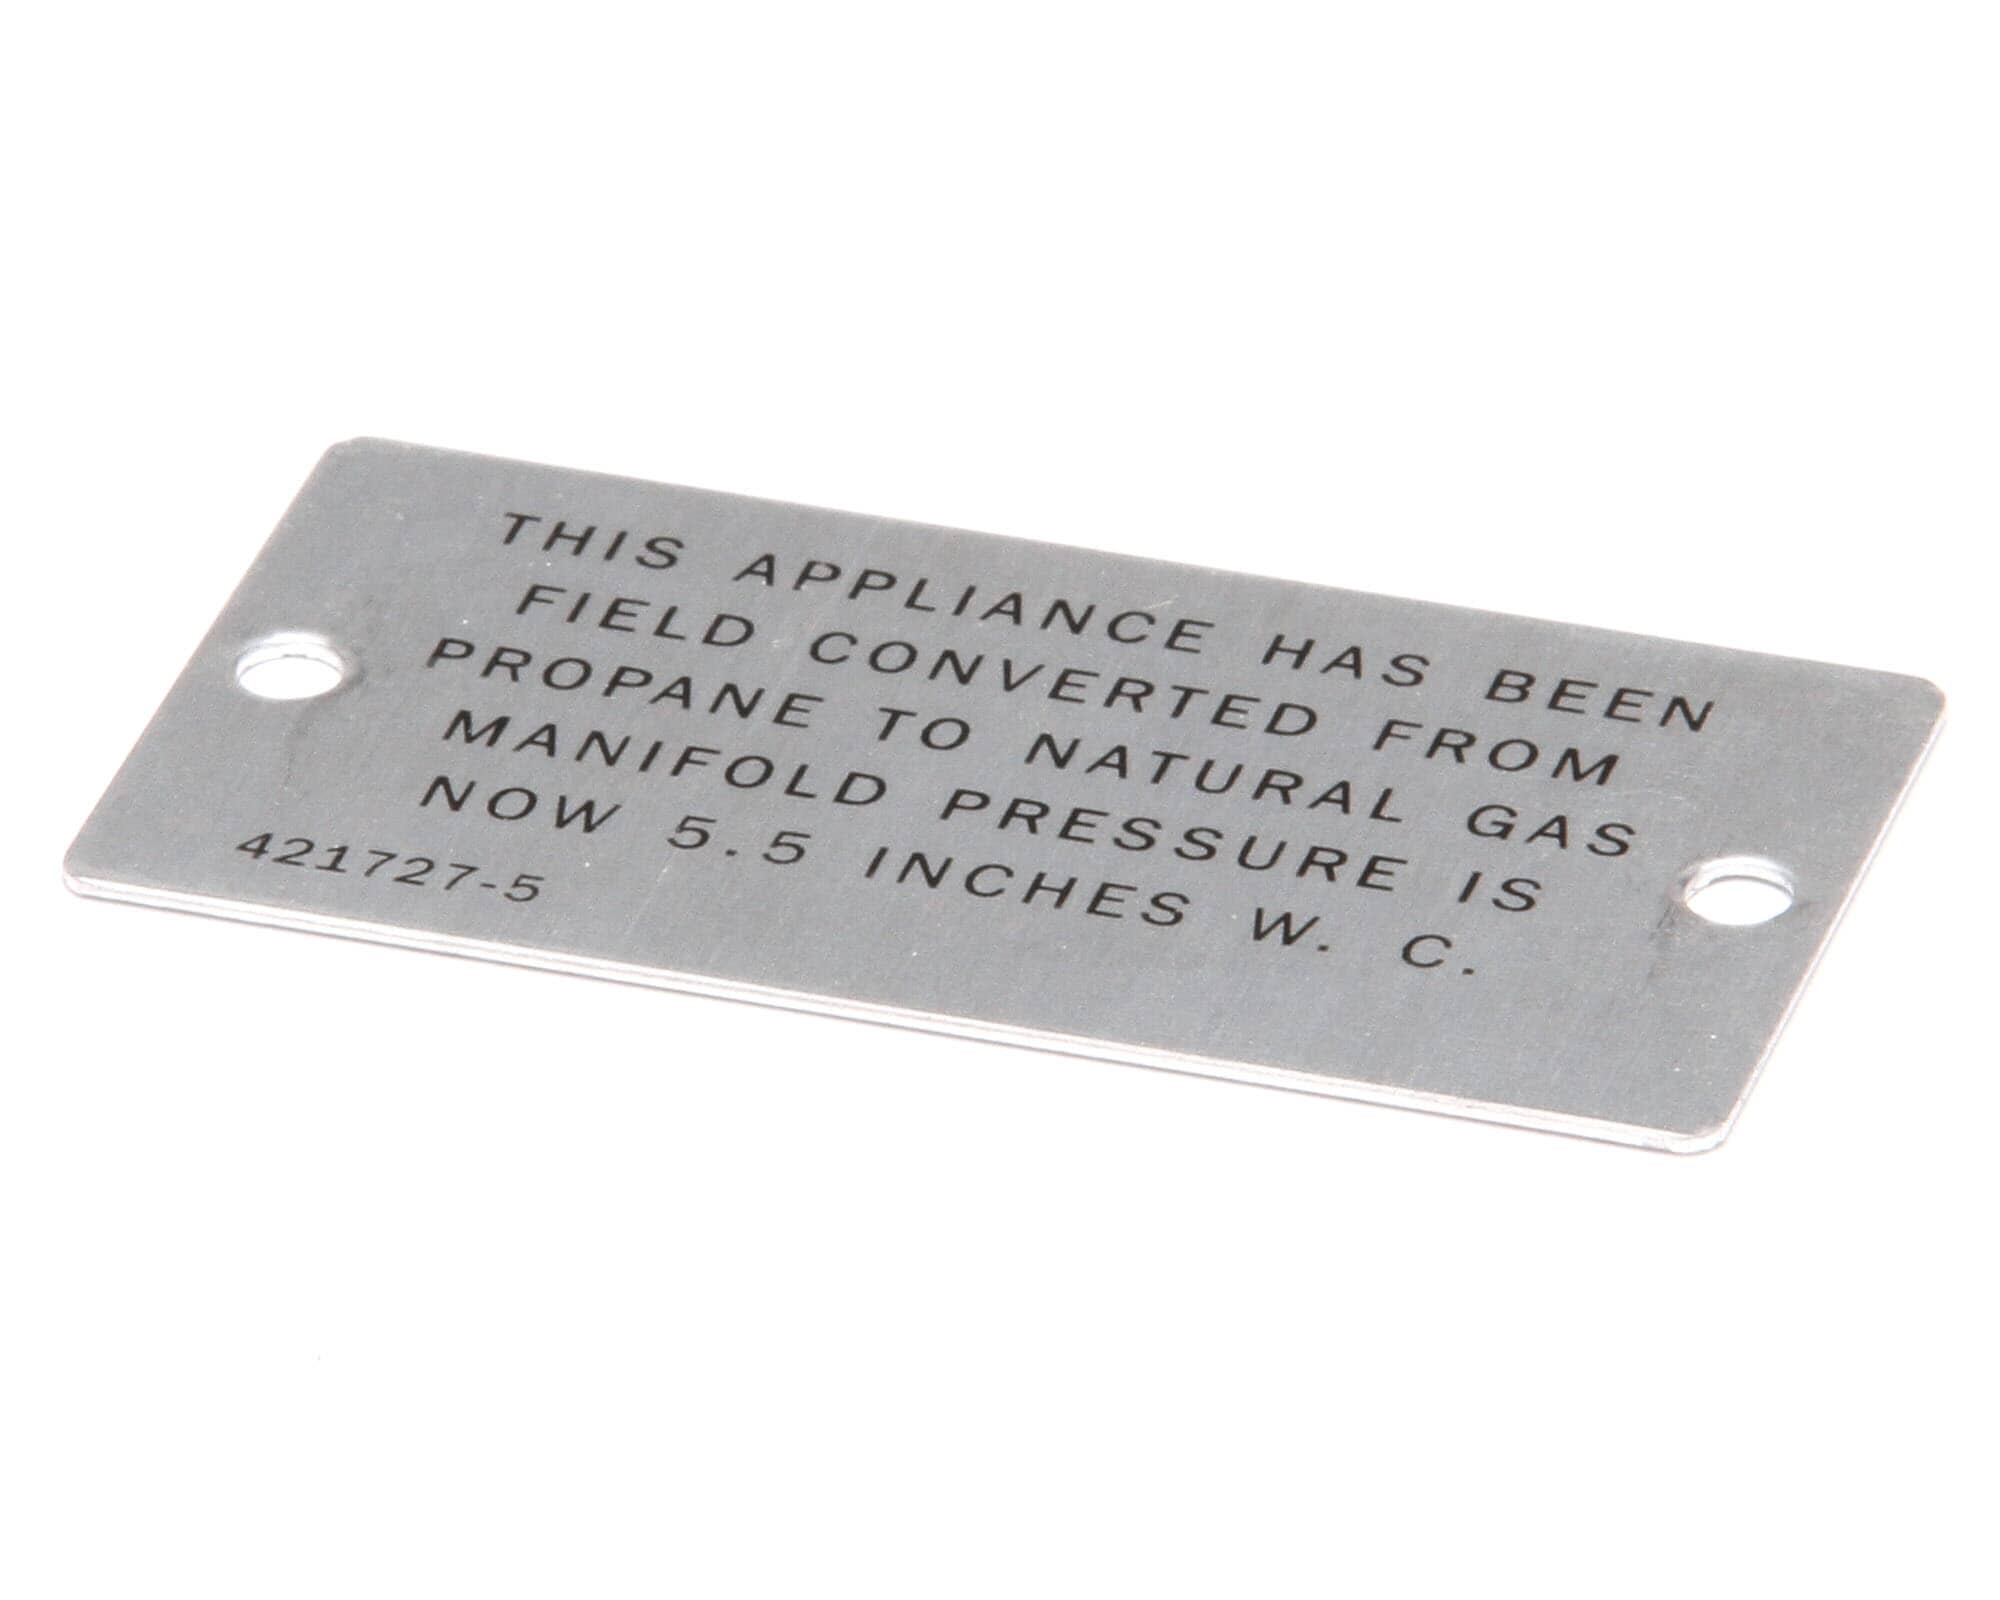 THIS APPLIANCE HAS BEEN
FIELD CONVERTED FROM
PROPANE TO NATURAL GAS
MANIFOLD PRESSURE IS
NOW 5.5 INCHES W. C.
421727-5